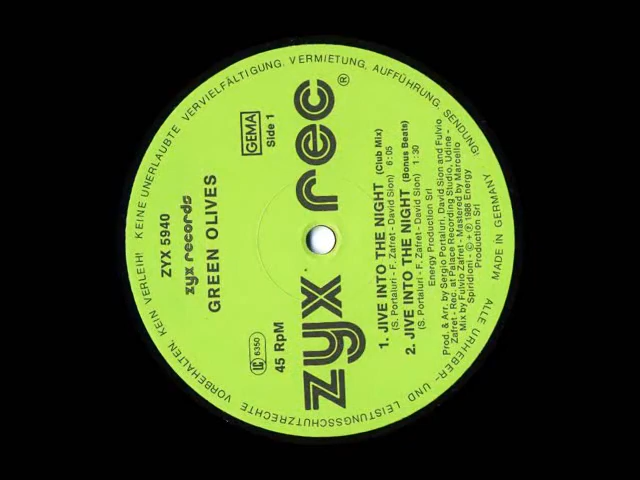 ALLE URHEBER- UND LEISTUNGSSCHUTZRECHTE VORBEHALTEN. KEIN VERLEIH! KEINE UNERLAUBTE VERVIELFÄLTIGUNG, VERMIETUNG, AUFFÜHRUNG, SENDUNG!
ZYX 5940
zyx records
GREEN OLIVES
LC 6350
45 RpM
GEMA
Side 1
zyx rec ®
1. JIVE INTO THE NIGHT (Club Mix)
(S. Portaluri - F. Zafret - David Sion) 6:05
2. JIVE INTO THE NIGHT (Bonus Beats)
(S. Portaluri - F. Zafret - David Sion) 1:30
Energy Production Srl
Prod. & Arr. by Sergio Portaluri, David Sion and Fulvio
Zafret - Rec. at Palace Recording Studio, Udine -
Mix by Fulvio Zafret - Mastered by Marcello
Spiridioni - © + ℗ 1988 Energy
Production Srl
MADE IN GERMANY